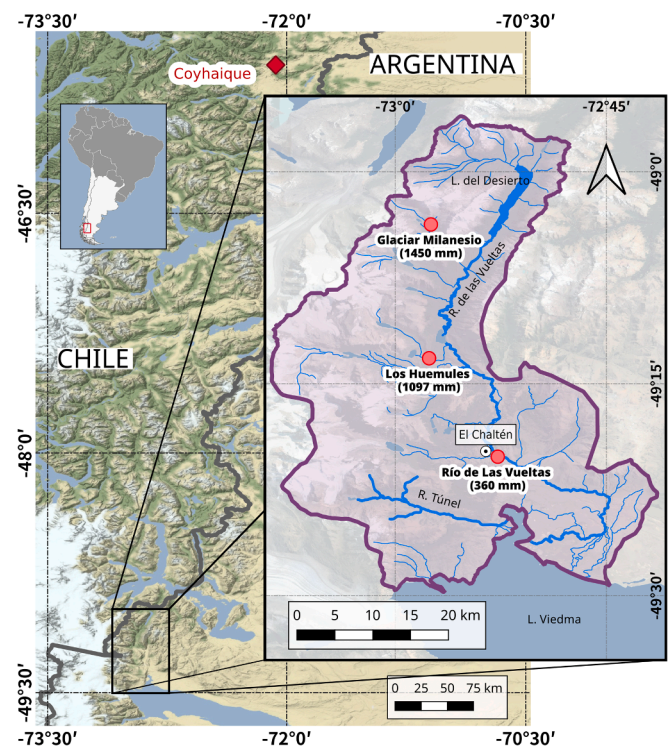 -73°30' -72°0' -70°30'
Coyhaique
ARGENTINA
-73°0' -72°45'
-49°0'
L. del Desierto
-46°30'
Glaciar Milanesio
(1450 mm)
R. de las Vueltas
CHILE
Los Huemules
(1097 mm)
-49°15'
El Chaltén
-48°0'
Río de Las Vueltas
(360 mm)
R. Túnel
-49°30'
0 5 10 15 20 km
L. Viedma
0 25 50 75 km
-49°30'
-73°30' -72°0' -70°30'